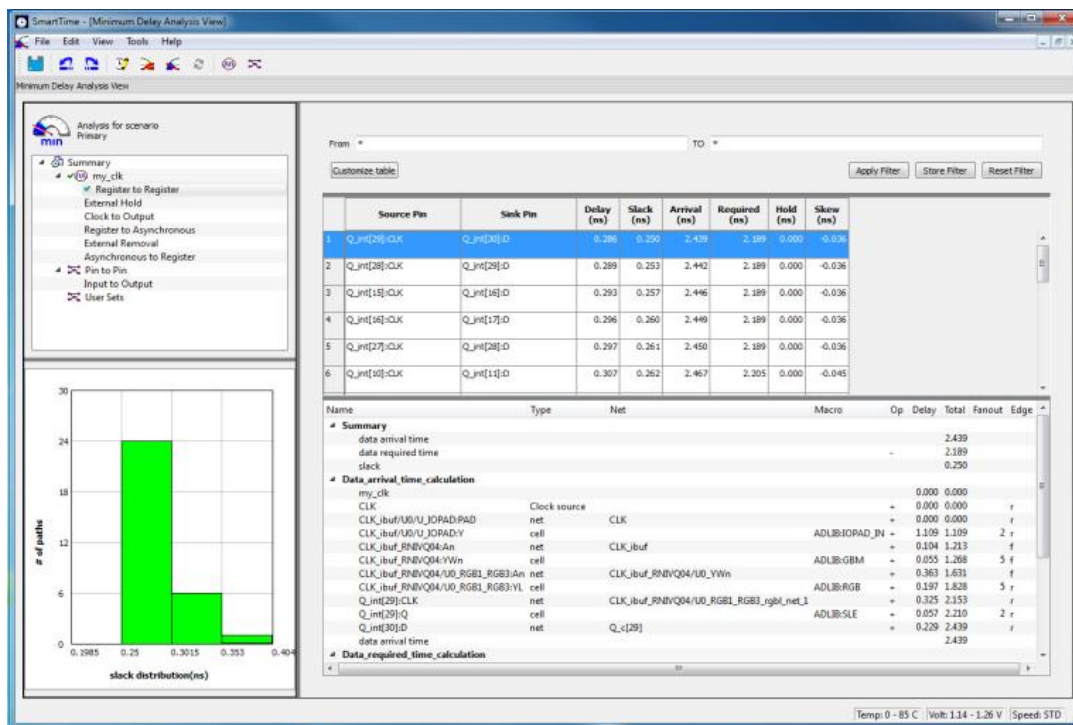 SmartTime - [Minimum Delay Analysis View]
File Edit View Tools Help
Minimum Delay Analysis View
Analysis for scenario
Primary
min
Summary
my_clk
Register to Register
External Hold
Clock to Output
Register to Asynchronous
External Removal
Asynchronous to Register
Pin to Pin
Input to Output
User Sets
From * TO *
Customize table Apply Filter Store Filter Reset Filter
Source Pin Sink Pin Delay (ns) Slack (ns) Arrival (ns) Required (ns) Hold (ns) Skew (ns)
1 Q_int[29]:CLK Q_int[30]:D 0.286 0.250 2.439 2.189 0.000 -0.036
2 Q_int[28]:CLK Q_int[29]:D 0.289 0.253 2.442 2.189 0.000 -0.036
3 Q_int[15]:CLK Q_int[16]:D 0.293 0.257 2.446 2.189 0.000 -0.036
4 Q_int[16]:CLK Q_int[17]:D 0.296 0.260 2.449 2.189 0.000 -0.036
5 Q_int[27]:CLK Q_int[28]:D 0.297 0.261 2.450 2.189 0.000 -0.036
6 Q_int[10]:CLK Q_int[11]:D 0.307 0.262 2.467 2.205 0.000 -0.045
30
24
18
12
6
0
# of paths
0.1985 0.25 0.3015 0.353 0.404
slack distribution(ns)
Name Type Net Macro Op Delay Total Fanout Edge
Summary
data arrival time 2.439
data required time - 2.189
slack 0.250
Data_arrival_time_calculation
my_clk 0.000 0.000
CLK Clock source + 0.000 0.000 r
CLK_ibuf/U0/U_IOPAD:PAD net CLK + 0.000 0.000 r
CLK_ibuf/U0/U_IOPAD:Y cell ADLIB:IOPAD_IN + 1.109 1.109 2 r
CLK_ibuf_RNIVQ04:An net CLK_ibuf + 0.104 1.213 f
CLK_ibuf_RNIVQ04:YWn cell ADLIB:GBM + 0.055 1.268 5 f
CLK_ibuf_RNIVQ04/U0_RGB1_RGB3:An net CLK_ibuf_RNIVQ04/U0_YWn + 0.363 1.631 f
CLK_ibuf_RNIVQ04/U0_RGB1_RGB3:YL cell ADLIB:RGB + 0.197 1.828 5 r
Q_int[29]:CLK net CLK_ibuf_RNIVQ04/U0_RGB1_RGB3_rgbl_net_1 + 0.325 2.153 r
Q_int[29]:Q cell ADLIB:SLE + 0.057 2.210 2 r
Q_int[30]:D net Q_c[29] + 0.229 2.439 r
data arrival time 2.439
Data_required_time_calculation
Temp: 0 - 85 C Volt: 1.14 - 1.26 V Speed: STD